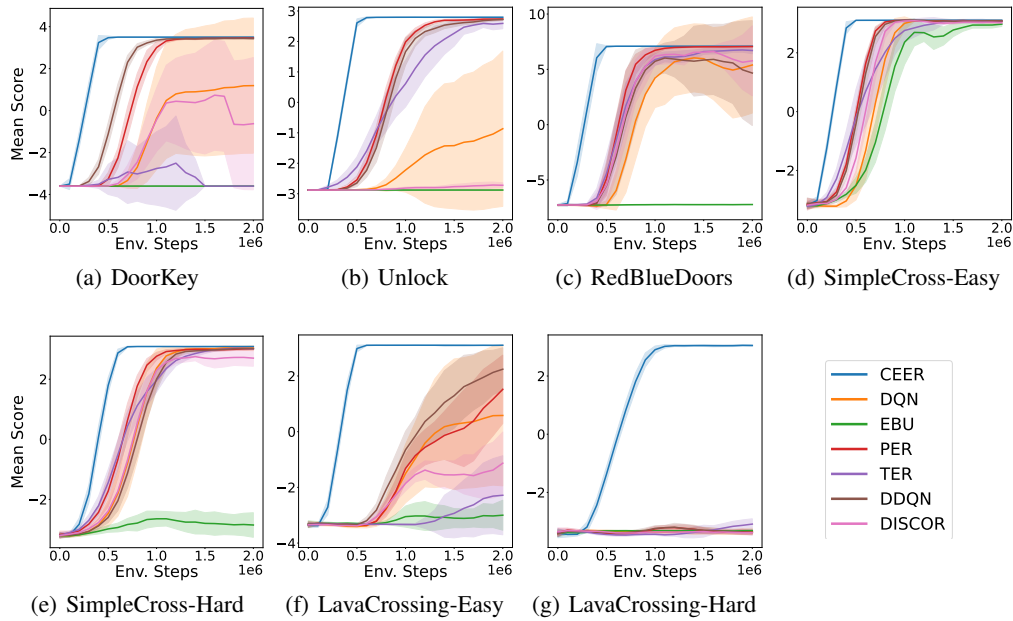 4
2
0
−2
−4
Mean Score
0.0 0.5 1.0 1.5 2.0
1e6
Env. Steps
(a) DoorKey
3
2
1
0
−1
−2
−3
0.0 0.5 1.0 1.5 2.0
1e6
Env. Steps
(b) Unlock
10
5
0
−5
0.0 0.5 1.0 1.5 2.0
1e6
Env. Steps
(c) RedBlueDoors
2
0
−2
0.0 0.5 1.0 1.5 2.0
1e6
Env. Steps
(d) SimpleCross-Easy
2
0
−2
Mean Score
0.0 0.5 1.0 1.5 2.0
1e6
Env. Steps
(e) SimpleCross-Hard
2
0
−2
−4
0.0 0.5 1.0 1.5 2.0
1e6
Env. Steps
(f) LavaCrossing-Easy
2
0
−2
0.0 0.5 1.0 1.5 2.0
1e6
Env. Steps
(g) LavaCrossing-Hard
CEER
DQN
EBU
PER
TER
DDQN
DISCOR